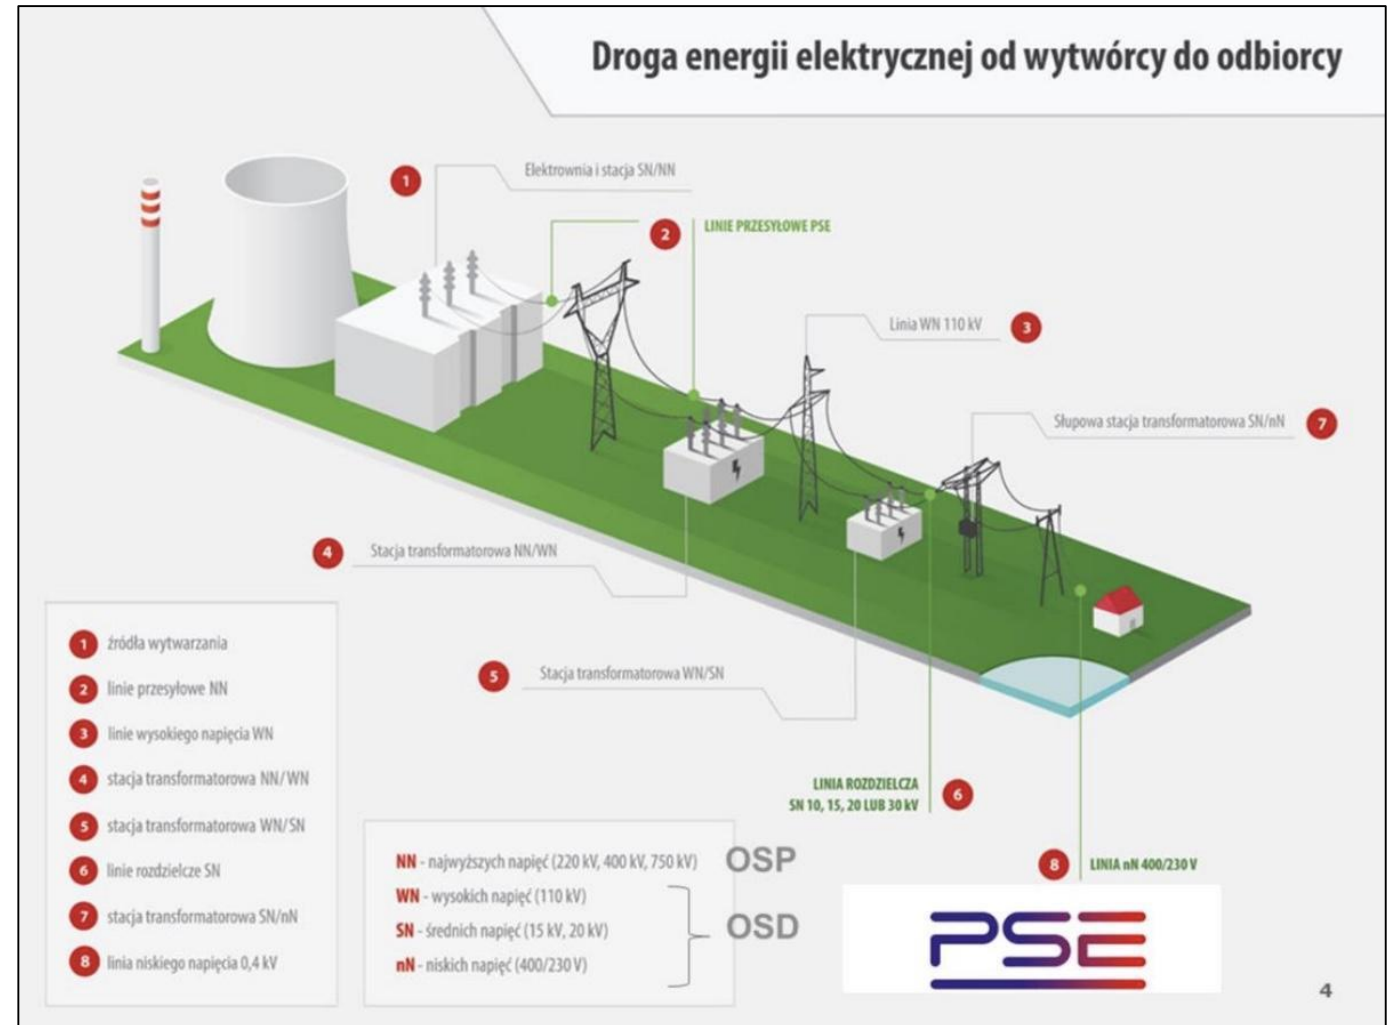 Droga energii elektrycznej od wytwórcy do odbiorcy
1
Elektrownia i stacja SN/NN
2
LINIE PRZESYŁOWE PSE
Linia WN 110 kV
3
Słupowa stacja transformatorowa SN/nN
7
4
Stacja transformatorowa NN/WN
5
Stacja transformatorowa WN/SN
LINIA ROZDZIELCZA
SN 10, 15, 20 LUB 30 kV
6
8
LINIA nN 400/230 V
1 źródła wytwarzania
2 linie przesyłowe NN
3 linie wysokiego napięcia WN
4 stacja transformatorowa NN/WN
5 stacja transformatorowa WN/SN
6 linie rozdzielcze SN
7 stacja transformatorowa SN/nN
8 linia niskiego napięcia 0,4 kV
NN - najwyższych napięć (220 kV, 400 kV, 750 kV) OSP
WN - wysokich napięć (110 kV)
SN - średnich napięć (15 kV, 20 kV)
OSD
nN - niskich napięć (400/230 V)
PSE
4